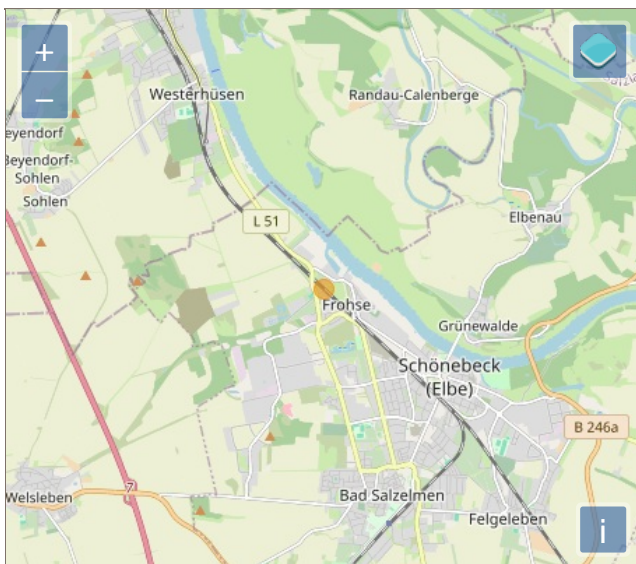 +
−
Westerhüsen
Randau-Calenberge
eyendorf
Beyendorf-
Sohlen
Sohlen
L 51
Elbenau
Frohse
Grünewalde
Schönebeck
(Elbe)
B 246a
7
Welsleben
Bad Salzelmen
Felgeleben
i